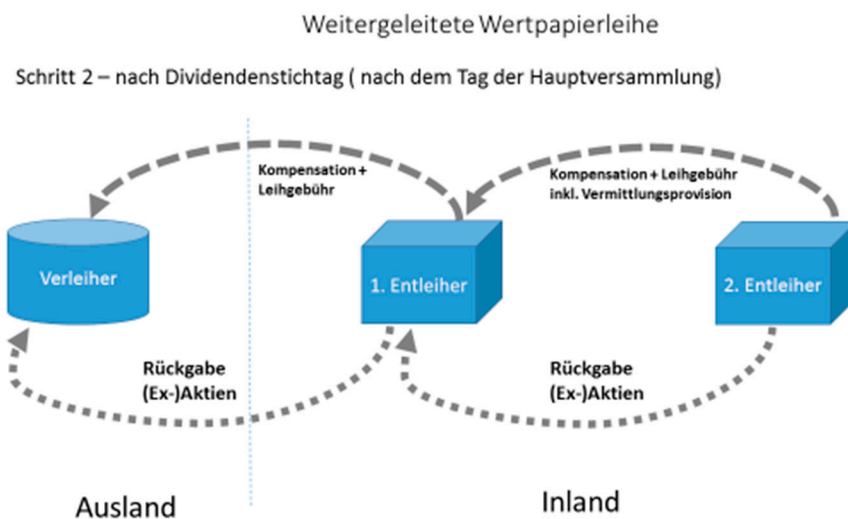 Weitergeleitete Wertpapierleihe
Schritt 2 – nach Dividendenstichtag ( nach dem Tag der Hauptversammlung)
Kompensation +
Leihgebühr
Kompensation + Leihgebühr
inkl. Vermittlungsprovision
Verleiher
1. Entleiher
2. Entleiher
Rückgabe
(Ex-)Aktien
Rückgabe
(Ex-)Aktien
Ausland
Inland